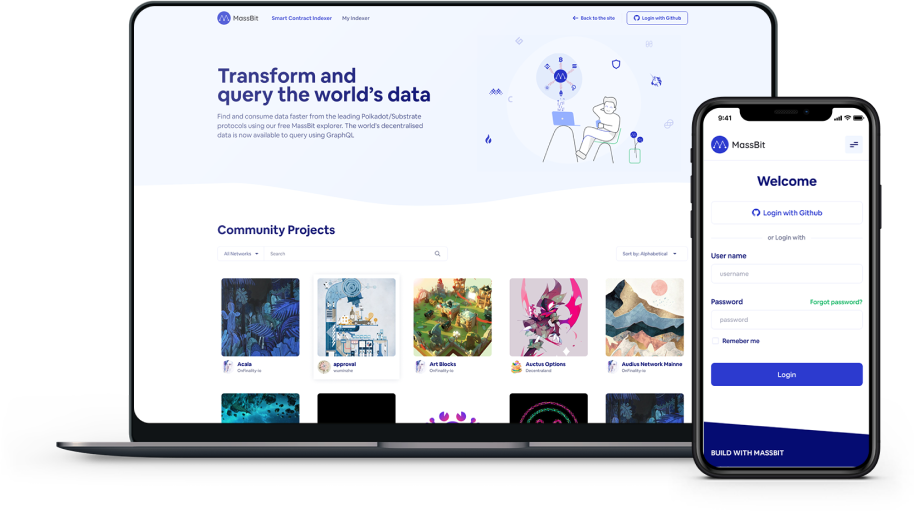 MassBit
Smart Contract Indexer
My Indexer
Back to the site
Login with Github
Transform and
query the world's data
Find and consume data faster from the leading Polkadot/Substrate
protocols using our free MassBit explorer. The world's decentralised
data is now available to query using GraphQL
Community Projects
All Networks
Search
Sort by: Alphabetical
Acala
OnFinality-io
approval
Art Blocks
OnFinality-io
Auctus Options
Decentraland
Audius Network Mainne
OnFinality-io
9:41
MassBit
Welcome
Login with Github
or Login with
User name
username
Password
Forgot password?
password
Remeber me
Login
BUILD WITH MASSBIT